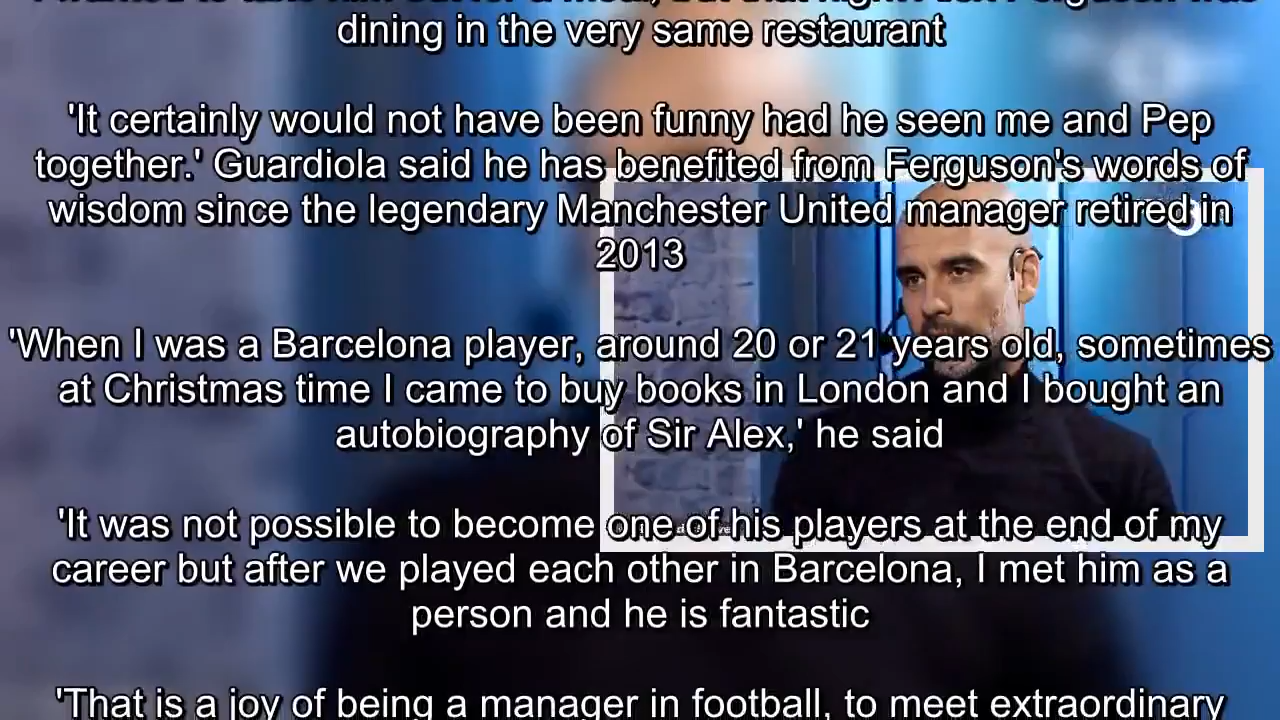 dining in the very same restaurant
'It certainly would not have been funny had he seen me and Pep
together.' Guardiola said he has benefited from Ferguson's words of
wisdom since the legendary Manchester United manager retired in
2013
'When I was a Barcelona player, around 20 or 21 years old, sometimes
at Christmas time I came to buy books in London and I bought an
autobiography of Sir Alex,' he said
'It was not possible to become one of his players at the end of my
career but after we played each other in Barcelona, I met him as a
person and he is fantastic
'That is a joy of being a manager in football, to meet extraordinary